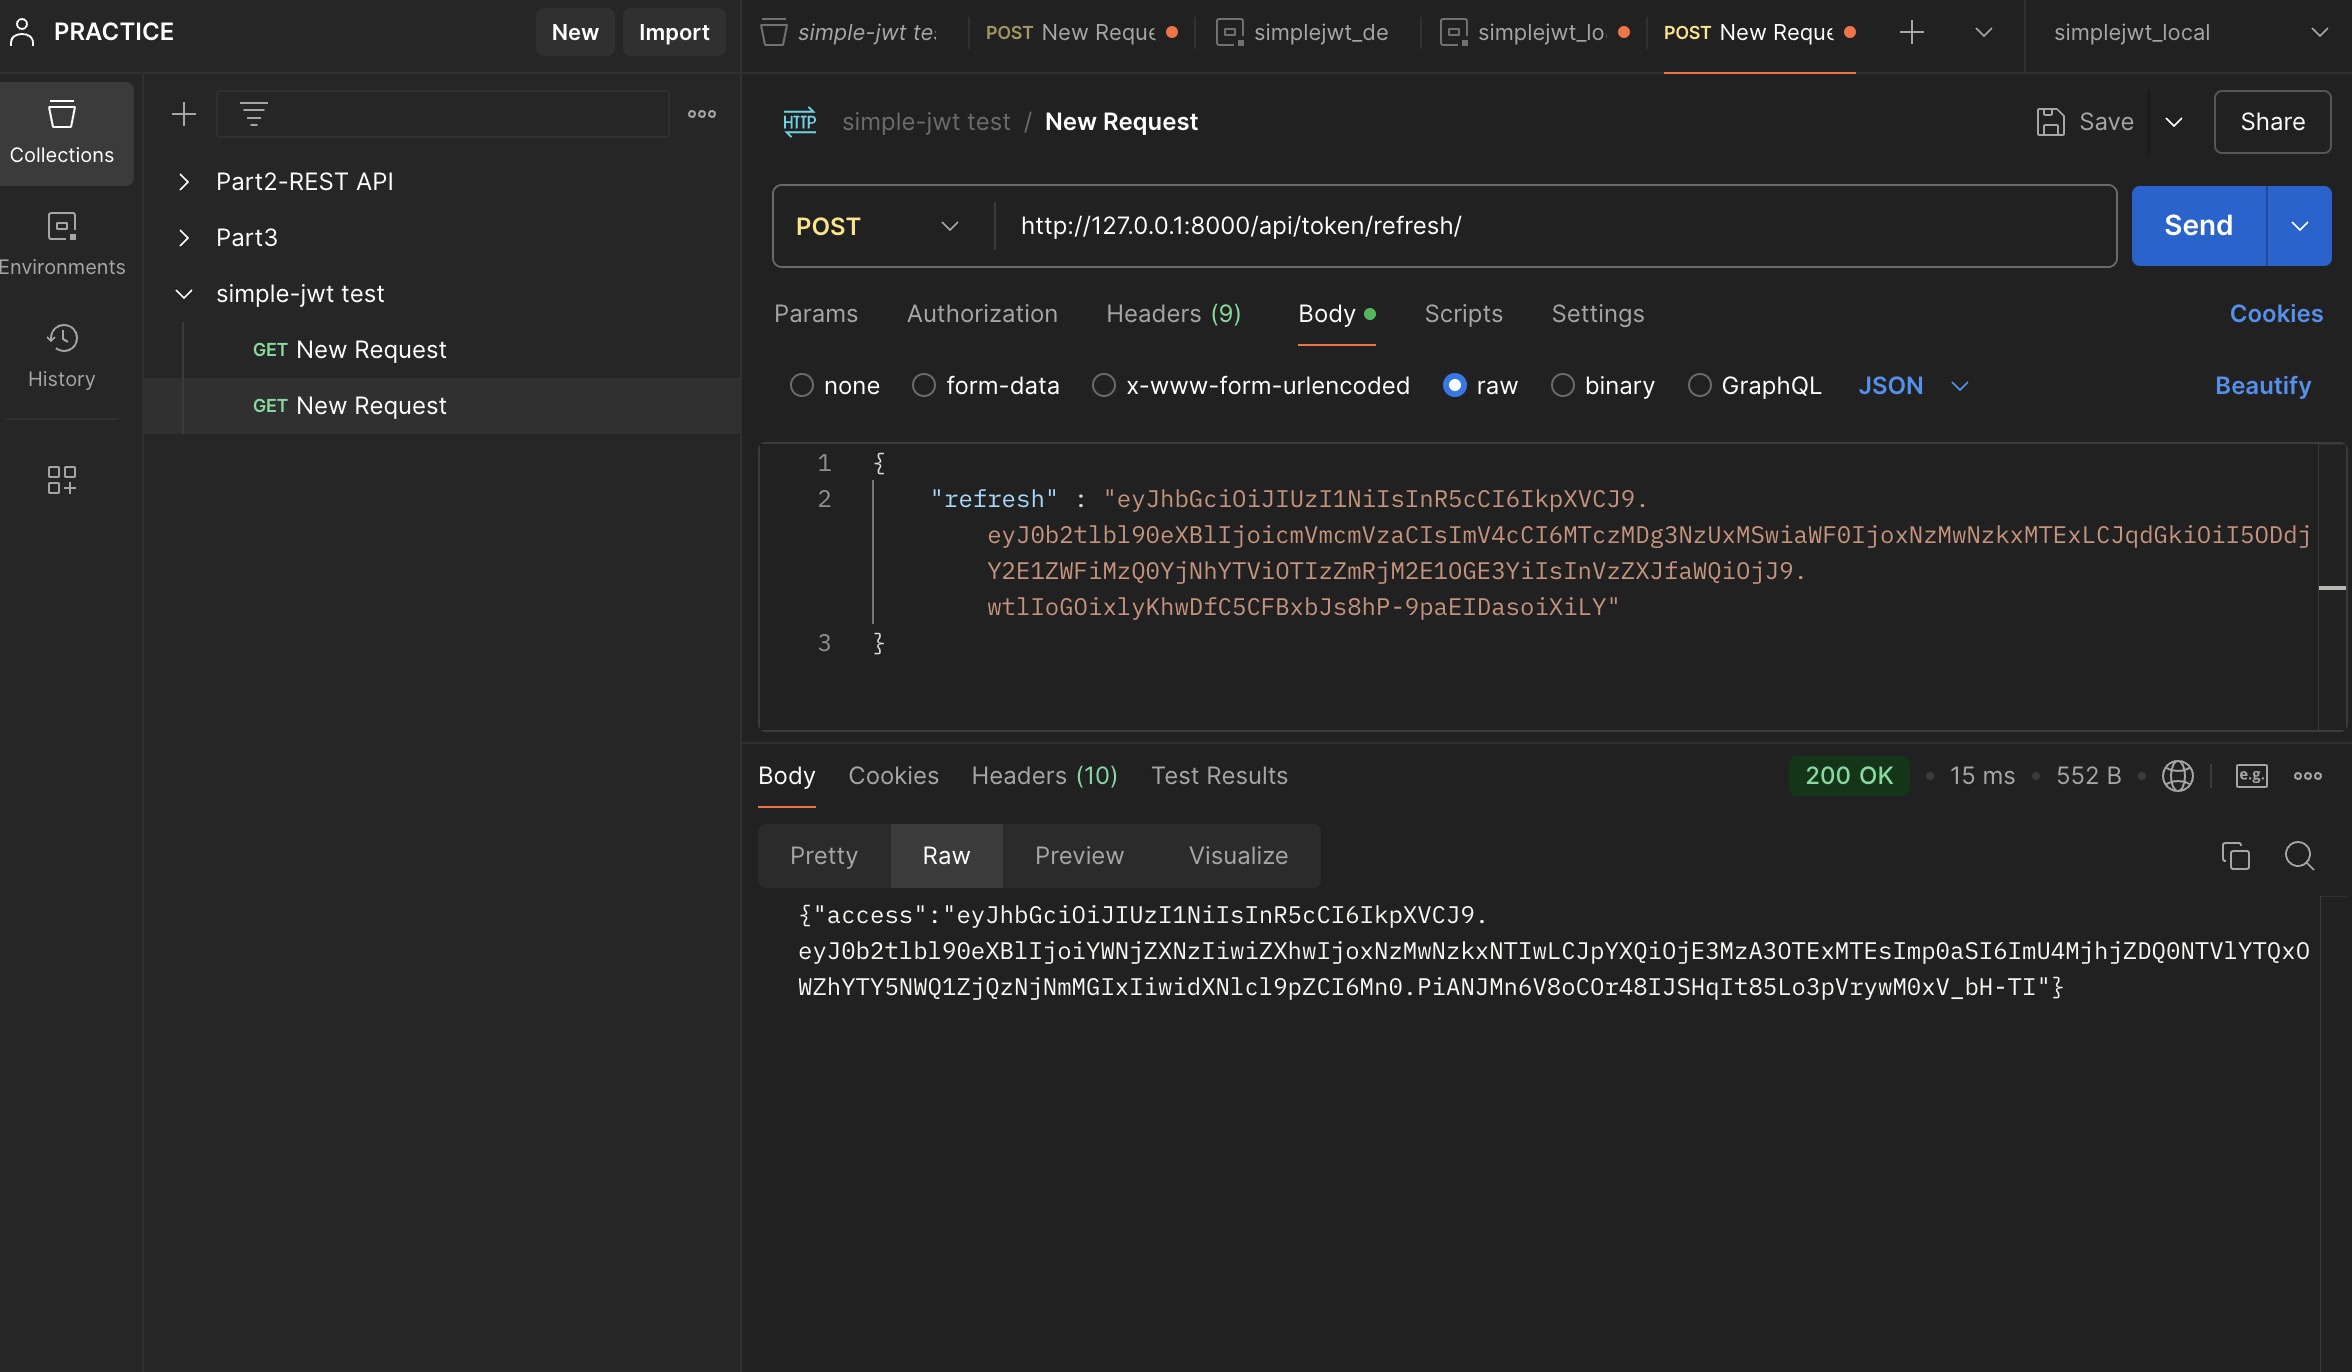 PRACTICE
New
Import
simple-jwt te
POST New Reque
simplejwt_de
simplejwt_lo
POST New Reque
simplejwt_local
Collections
Environments
History
Part2-REST API
Part3
simple-jwt test
GET New Request
GET New Request
HTTP simple-jwt test / New Request
Save
Share
POST
http://127.0.0.1:8000/api/token/refresh/
Send
Params Authorization Headers (9) Body Scripts Settings
Cookies
none form-data x-www-form-urlencoded raw binary GraphQL JSON
Beautify
1 {
2 "refresh" : "eyJhbGciOiJIUzI1NiIsInR5cCI6IkpXVCJ9.
eyJ0b2tlbl90eXBlIjoicmVmcmVzaCIsImV4cCI6MTczMDg3NzUxMSwiaWF0IjoxNzMwNzkxMTExLCJqdGkiOiI5ODdj
Y2E1ZWFiMzQ0YjNhYTViOTIzZmRjM2E1OGE3YiIsInVzZXJfaWQiOjJ9.
wtlIoGOixlyKhwDfC5CFBxbJs8hP-9paEIDasoiXiLY"
3 }
Body Cookies Headers (10) Test Results
200 OK • 15 ms • 552 B •
e.g.
Pretty Raw Preview Visualize
{"access":"eyJhbGciOiJIUzI1NiIsInR5cCI6IkpXVCJ9.
eyJ0b2tlbl90eXBlIjoiYWNjZXNzIiwiZXhwIjoxNzMwNzkxNTIwLCJpYXQiOjE3MzA3OTExMTEsImp0aSI6ImU4MjhjZDQ0NTVlYTQxO
WZhYTY5NWQ1ZjQzNjNmMGIxIiwidXNlcl9pZCI6Mn0.PiANJMn6V8oCOr48IJSHqIt85Lo3pVrywM0xV_bH-TI"}